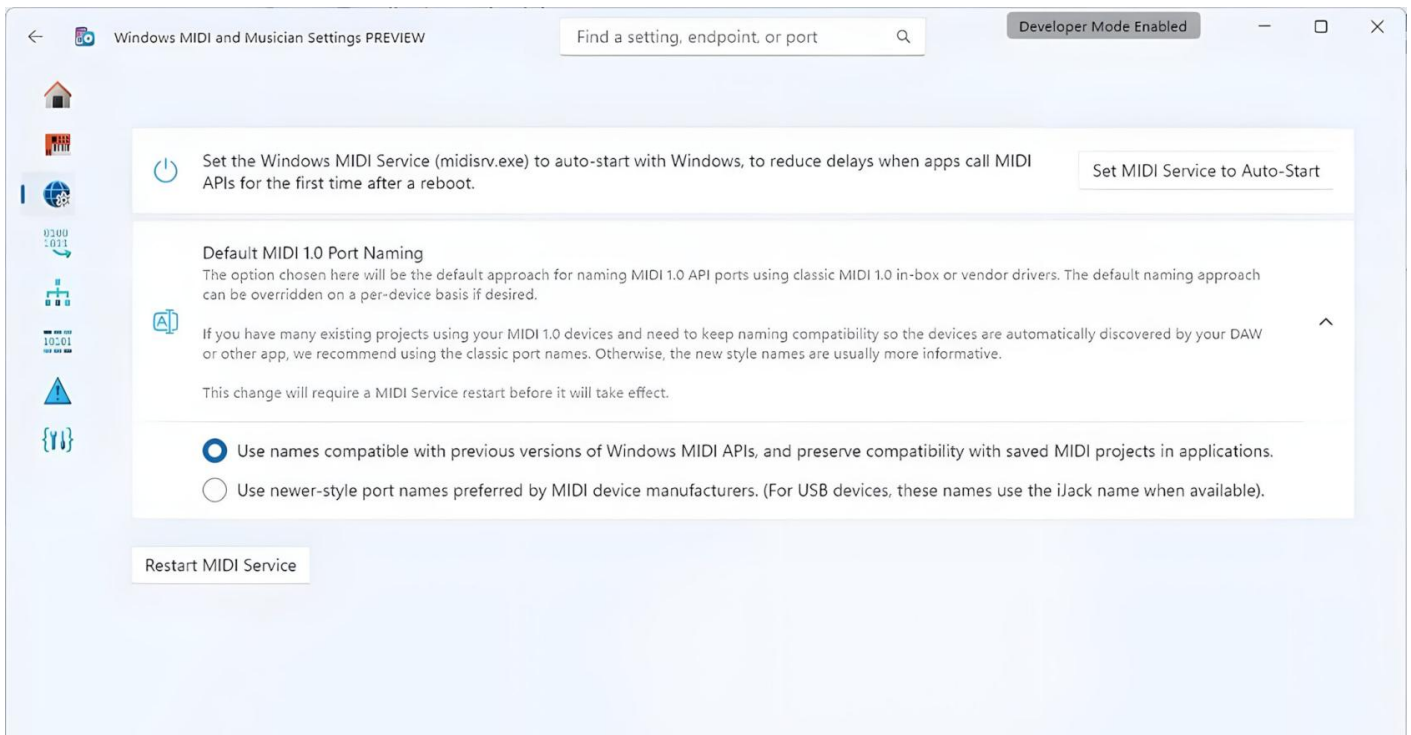 Windows MIDI and Musician Settings PREVIEW
Find a setting, endpoint, or port
Developer Mode Enabled
Set the Windows MIDI Service (midisrv.exe) to auto-start with Windows, to reduce delays when apps call MIDI
APIs for the first time after a reboot.
Set MIDI Service to Auto-Start
0100
1011
Default MIDI 1.0 Port Naming
The option chosen here will be the default approach for naming MIDI 1.0 API ports using classic MIDI 1.0 in-box or vendor drivers. The default naming approach
can be overridden on a per-device basis if desired.
A
If you have many existing projects using your MIDI 1.0 devices and need to keep naming compatibility so the devices are automatically discovered by your DAW
or other app, we recommend using the classic port names. Otherwise, the new style names are usually more informative.
10101
This change will require a MIDI Service restart before it will take effect.
Use names compatible with previous versions of Windows MIDI APIs, and preserve compatibility with saved MIDI projects in applications.
Use newer-style port names preferred by MIDI device manufacturers. (For USB devices, these names use the iJack name when available).
Restart MIDI Service